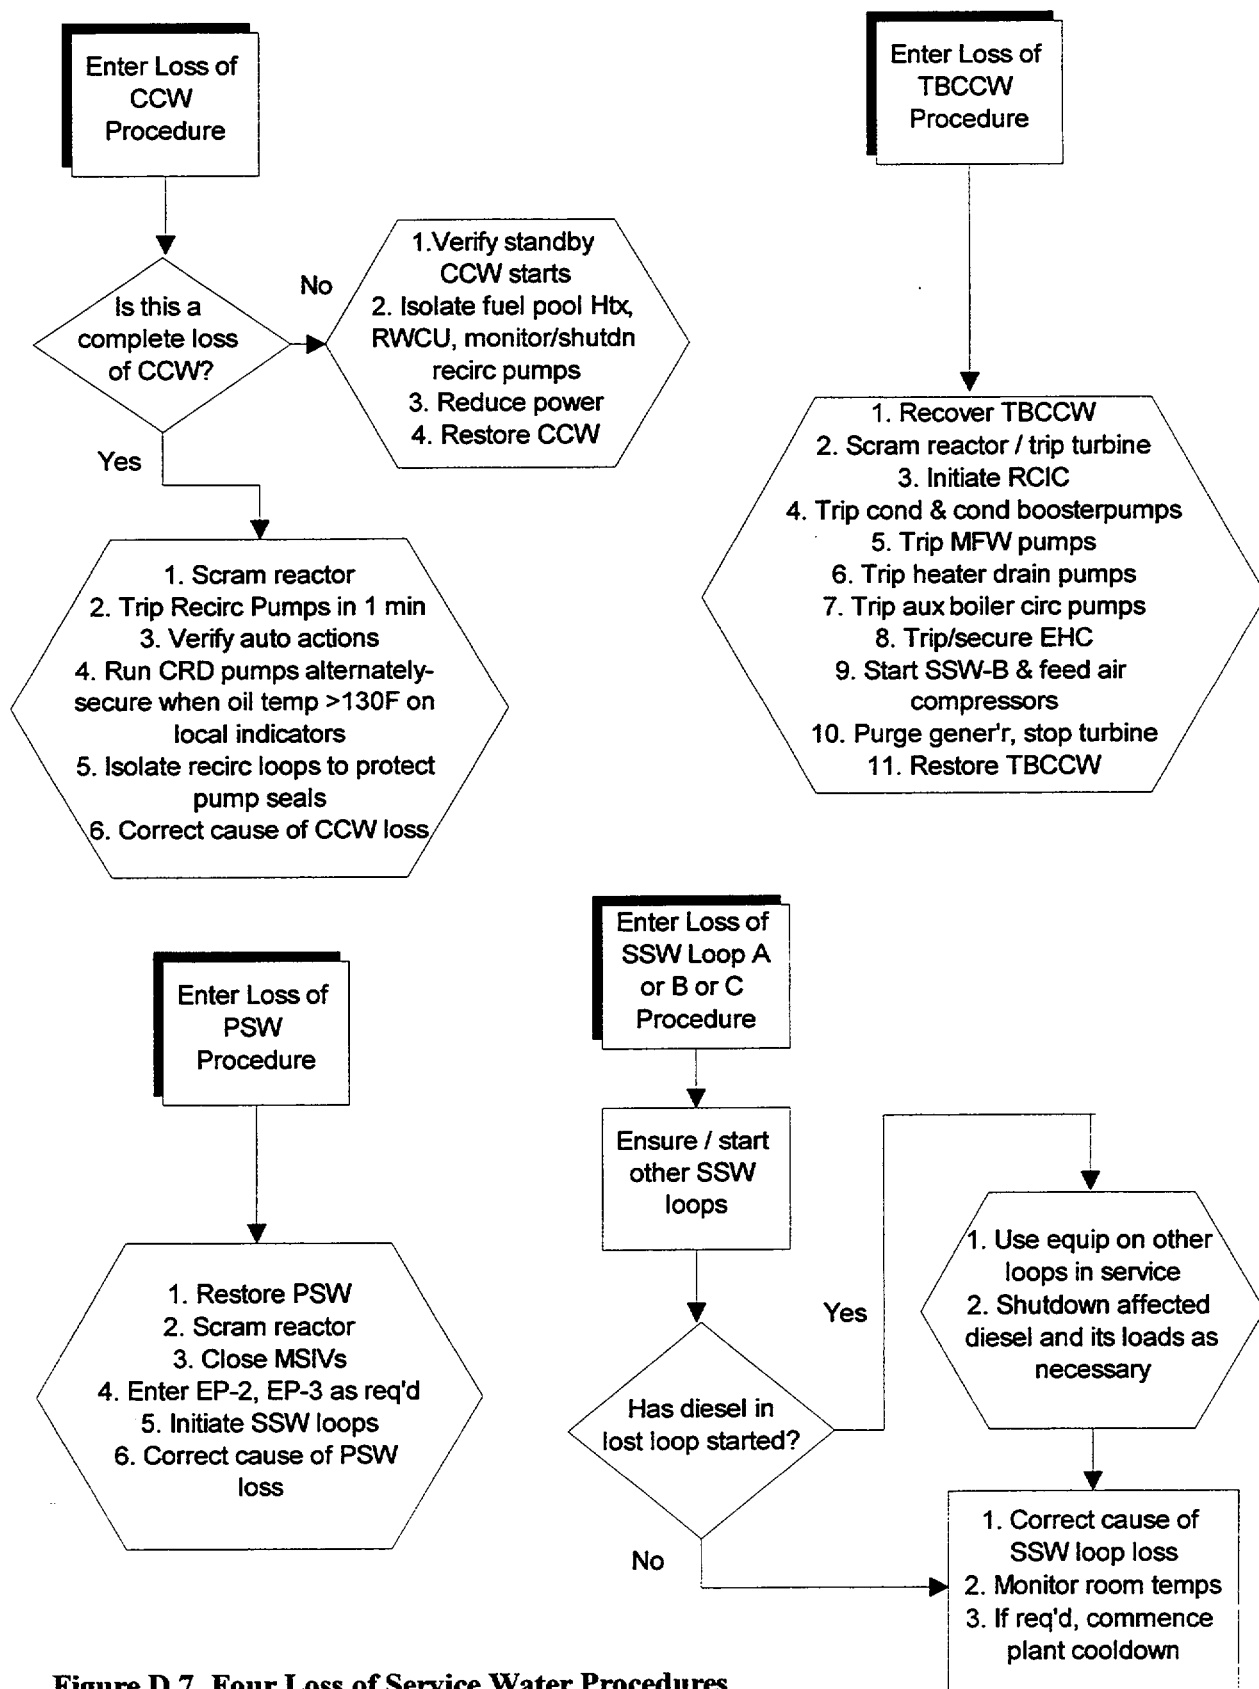 Enter Loss of
CCW
Procedure
Is this a
complete loss
of CCW?
No
Yes
1.Verify standby
CCW starts
2. Isolate fuel pool Htx,
RWCU, monitor/shutdn
recirc pumps
3. Reduce power
4. Restore CCW
1. Scram reactor
2. Trip Recirc Pumps in 1 min
3. Verify auto actions
4. Run CRD pumps alternately-
secure when oil temp >130F on
local indicators
5. Isolate recirc loops to protect
pump seals
6. Correct cause of CCW loss
Enter Loss of
TBCCW
Procedure
1. Recover TBCCW
2. Scram reactor / trip turbine
3. Initiate RCIC
4. Trip cond & cond boosterpumps
5. Trip MFW pumps
6. Trip heater drain pumps
7. Trip aux boiler circ pumps
8. Trip/secure EHC
9. Start SSW-B & feed air
compressors
10. Purge gener'r, stop turbine
11. Restore TBCCW
Enter Loss of
PSW
Procedure
1. Restore PSW
2. Scram reactor
3. Close MSIVs
4. Enter EP-2, EP-3 as req'd
5. Initiate SSW loops
6. Correct cause of PSW
loss
Enter Loss of
SSW Loop A
or B or C
Procedure
Ensure / start
other SSW
loops
Has diesel in
lost loop started?
Yes
No
1. Use equip on other
loops in service
2. Shutdown affected
diesel and its loads as
necessary
1. Correct cause of
SSW loop loss
2. Monitor room temps
3. If req'd, commence
plant cooldown
Figure D.7 Four Loss of Service Water Procedures